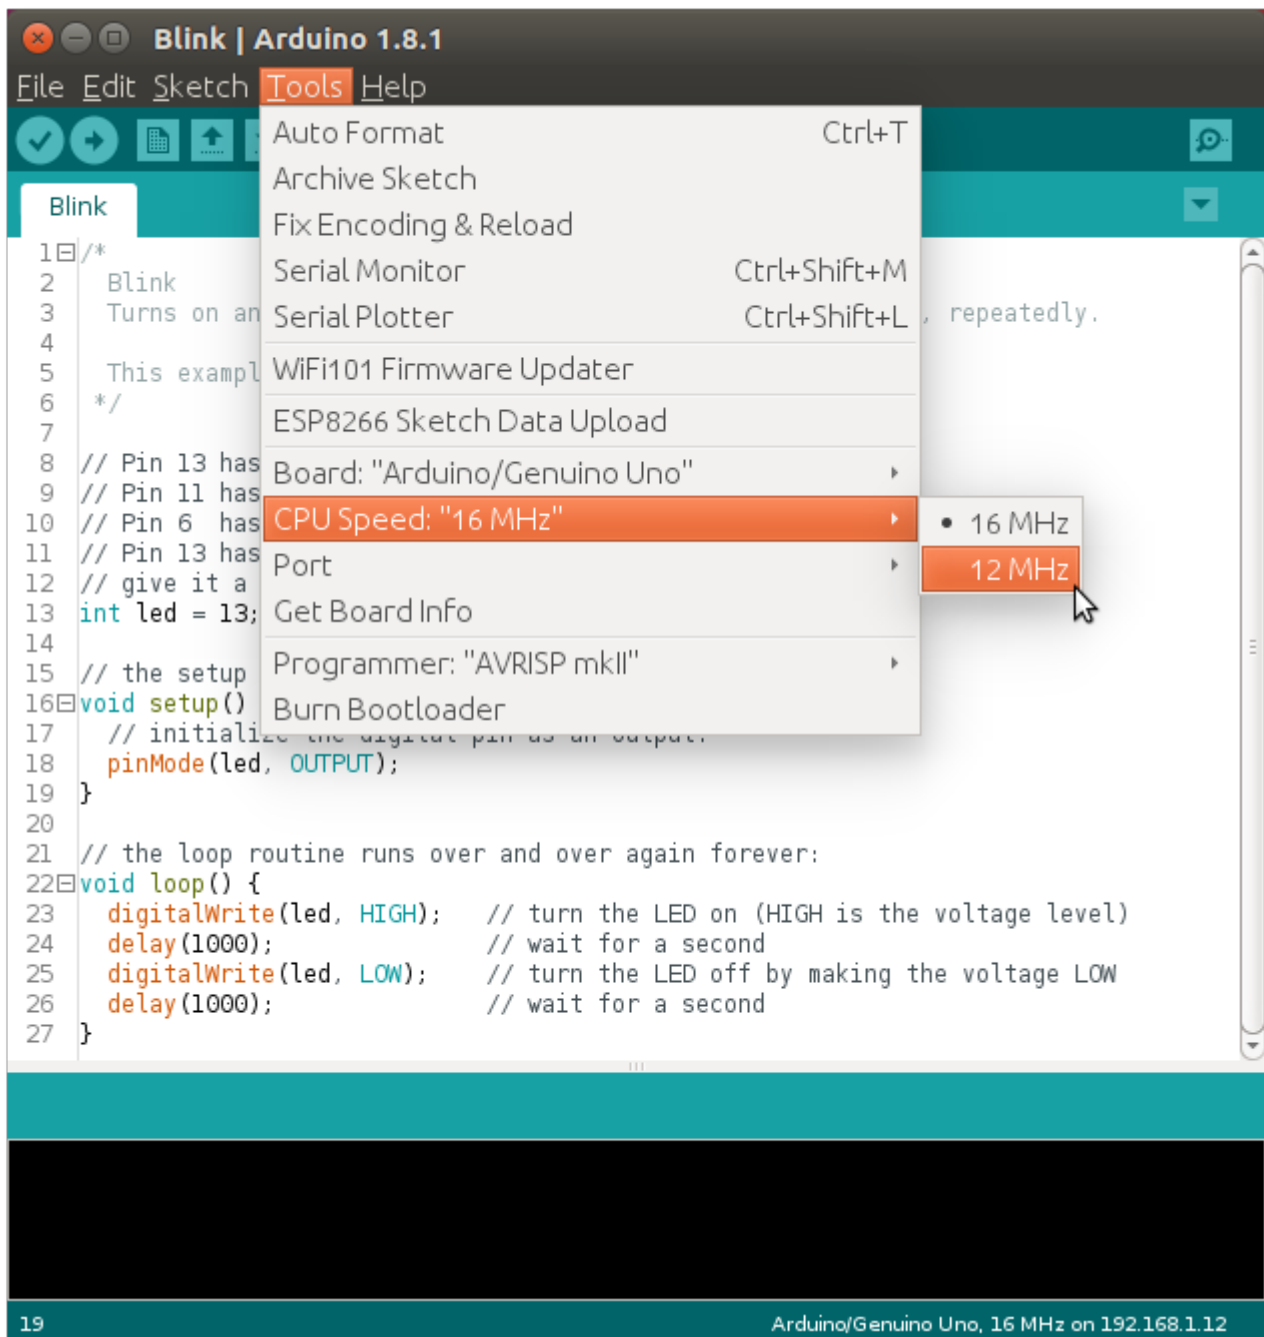 Blink | Arduino 1.8.1
File Edit Sketch Tools Help
Auto Format Ctrl+T
Archive Sketch
Fix Encoding & Reload
Serial Monitor Ctrl+Shift+M
Serial Plotter Ctrl+Shift+L
WiFi101 Firmware Updater
ESP8266 Sketch Data Upload
Board: "Arduino/Genuino Uno"
CPU Speed: "16 MHz"
Port
Get Board Info
Programmer: "AVRISP mkII"
Burn Bootloader
16 MHz
12 MHz
Blink
1 /*
2 Blink
3 Turns on an , repeatedly.
4
5 This exampl
6 */
7
8 // Pin 13 has
9 // Pin 11 has
10 // Pin 6 has
11 // Pin 13 has
12 // give it a
13 int led = 13;
14
15 // the setup
16 void setup()
17 // initialize the digital pin as an output.
18 pinMode(led, OUTPUT);
19 }
20
21 // the loop routine runs over and over again forever:
22 void loop() {
23 digitalWrite(led, HIGH); // turn the LED on (HIGH is the voltage level)
24 delay(1000); // wait for a second
25 digitalWrite(led, LOW); // turn the LED off by making the voltage LOW
26 delay(1000); // wait for a second
27 }
19 Arduino/Genuino Uno, 16 MHz on 192.168.1.12